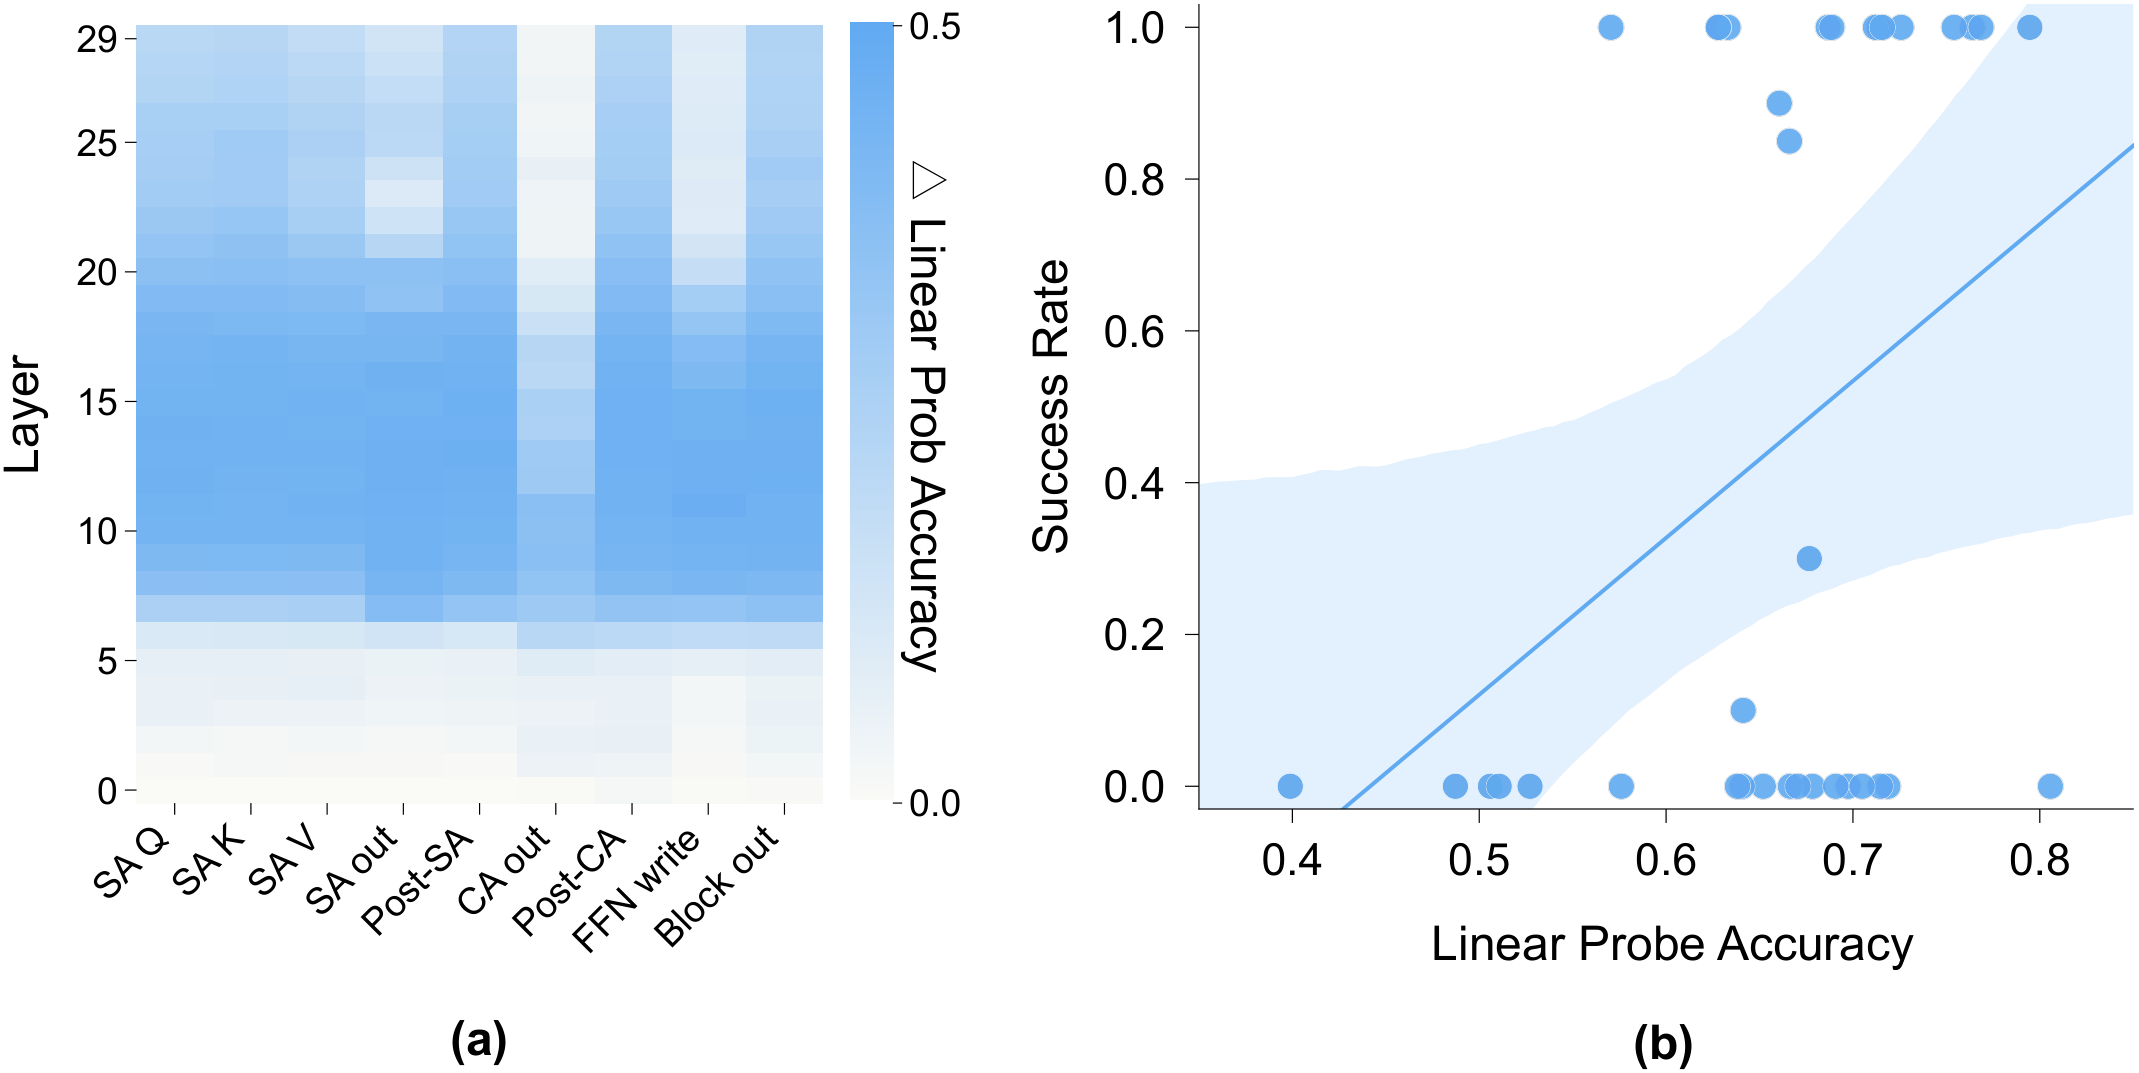 29
25
20
15
10
5
0
Layer
SA Q
SA K
SA V
SA out
Post-SA
CA out
Post-CA
FFN write
Block out
0.5
0.0
△ Linear Prob Accuracy
(a)
1.0
0.8
0.6
0.4
0.2
0.0
Success Rate
0.4
0.5
0.6
0.7
0.8
Linear Probe Accuracy
(b)